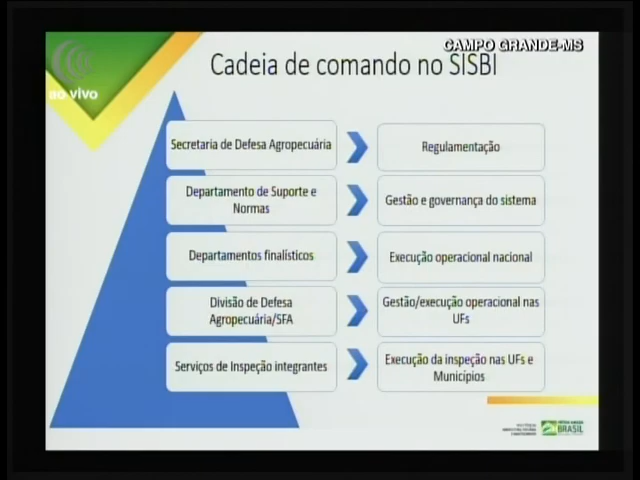 CAMPO GRANDE-MS
ao vivo
Cadeia de comando no SISBI
Secretaria de Defesa Agropecuária
Regulamentação
Departamento de Suporte e
Normas
Gestão e governança do sistema
Departamentos finalísticos
Execução operacional nacional
Divisão de Defesa
Agropecuária/SFA
Gestão/execução operacional nas
UFs
Serviços de Inspeção integrantes
Execução da inspeção nas UFs e
Municípios
BRASIL